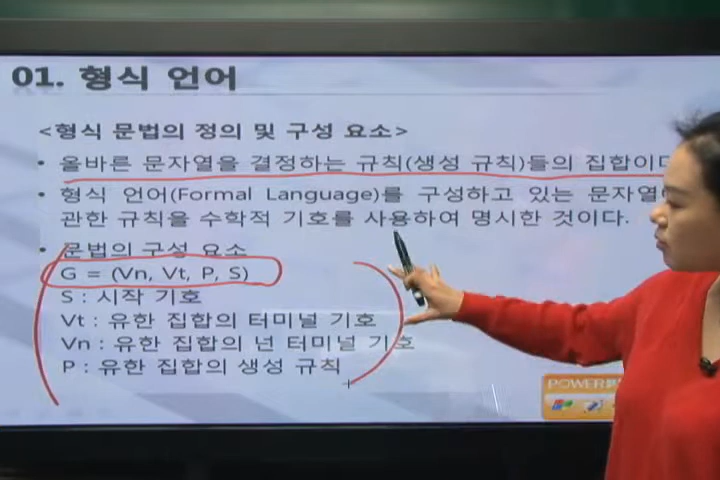 01. 형식 언어
<형식 문법의 정의 및 구성 요소>
• 올바른 문자열을 결정하는 규칙(생성 규칙)들의 집합이다
• 형식 언어(Formal Language)를 구성하고 있는 문자열에
관한 규칙을 수학적 기호를 사용하여 명시한 것이다.
• 문법의 구성 요소
G = (Vn, Vt, P, S)
S : 시작 기호
Vt : 유한 집합의 터미널 기호
Vn : 유한 집합의 넌 터미널 기호
P : 유한 집합의 생성 규칙
POWER